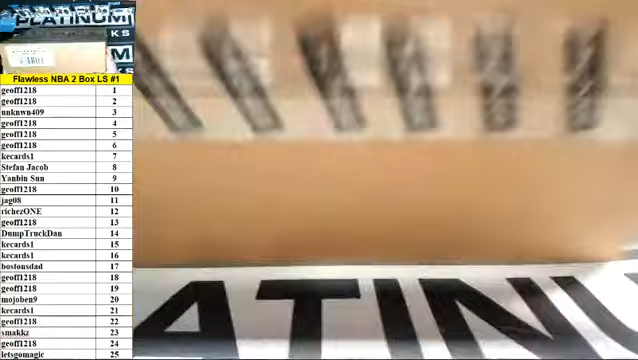 PLATINUM
KS
M
Flawless NBA 2 Box LS #1
geoff1218 1
geoff1218 2
unknwn409 3
geoff1218 4
geoff1218 5
geoff1218 6
kecards1 7
Stefan Jacob 8
Yanbin Sun 9
geoff1218 10
jag08 11
richezONE 12
geoff1218 13
DumpTruckDan 14
kecards1 15
kecards1 16
bostonsdad 17
geoff1218 18
geoff1218 19
mojoben9 20
kecards1 21
geoff1218 22
smakkz 23
geoff1218 24
letsgomagic 25
ATINU